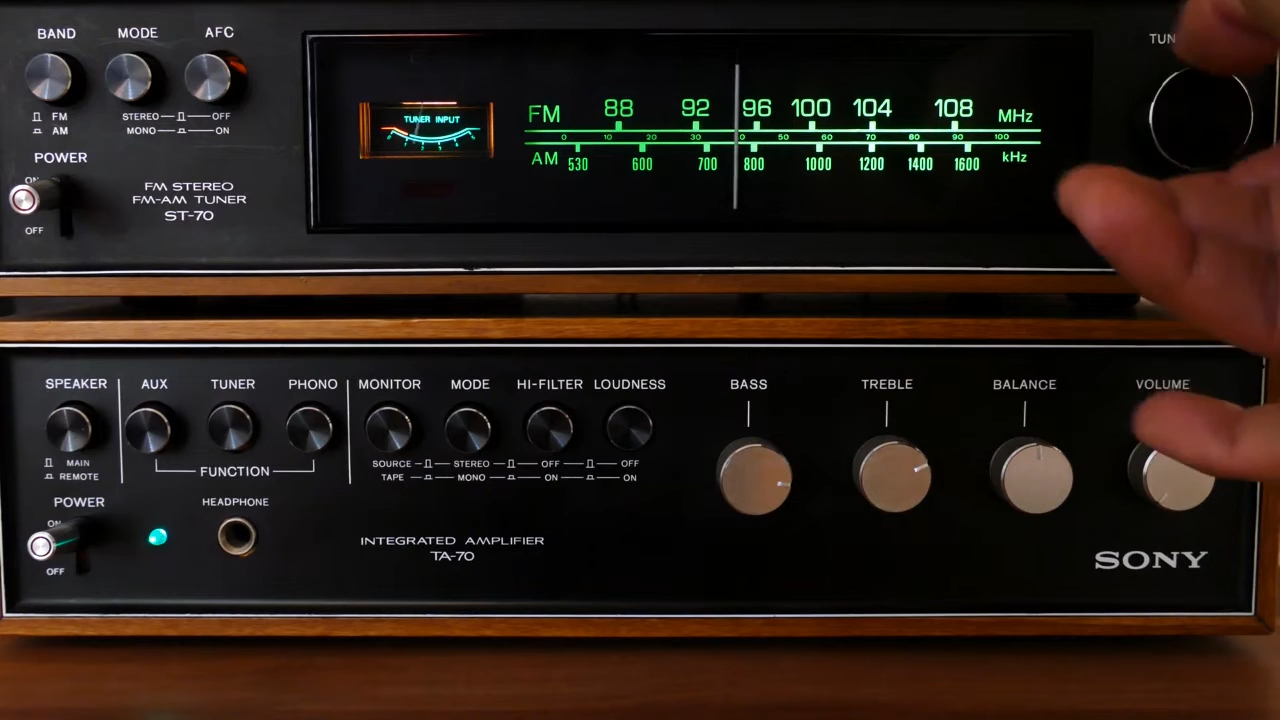 BAND MODE AFC
FM STEREO OFF
AM MONO ON
POWER
ON
OFF
FM STEREO
FM-AM TUNER
ST-70
TUNER INPUT
FM 88 92 96 100 104 108 MHz
0 10 20 30 80 90 100
70
AM 530 600 700 800 1000 1200 1400 1600 kHz
SPEAKER AUX TUNER PHONO MONITOR MODE HI-FILTER LOUDNESS BASS TREBLE BALANCE VOLUME
MAIN SOURCE STEREO OFF OFF
REMOTE FUNCTION TAPE MONO ON ON
POWER HEADPHONE
ON
OFF
INTEGRATED AMPLIFIER
TA-70
SONY